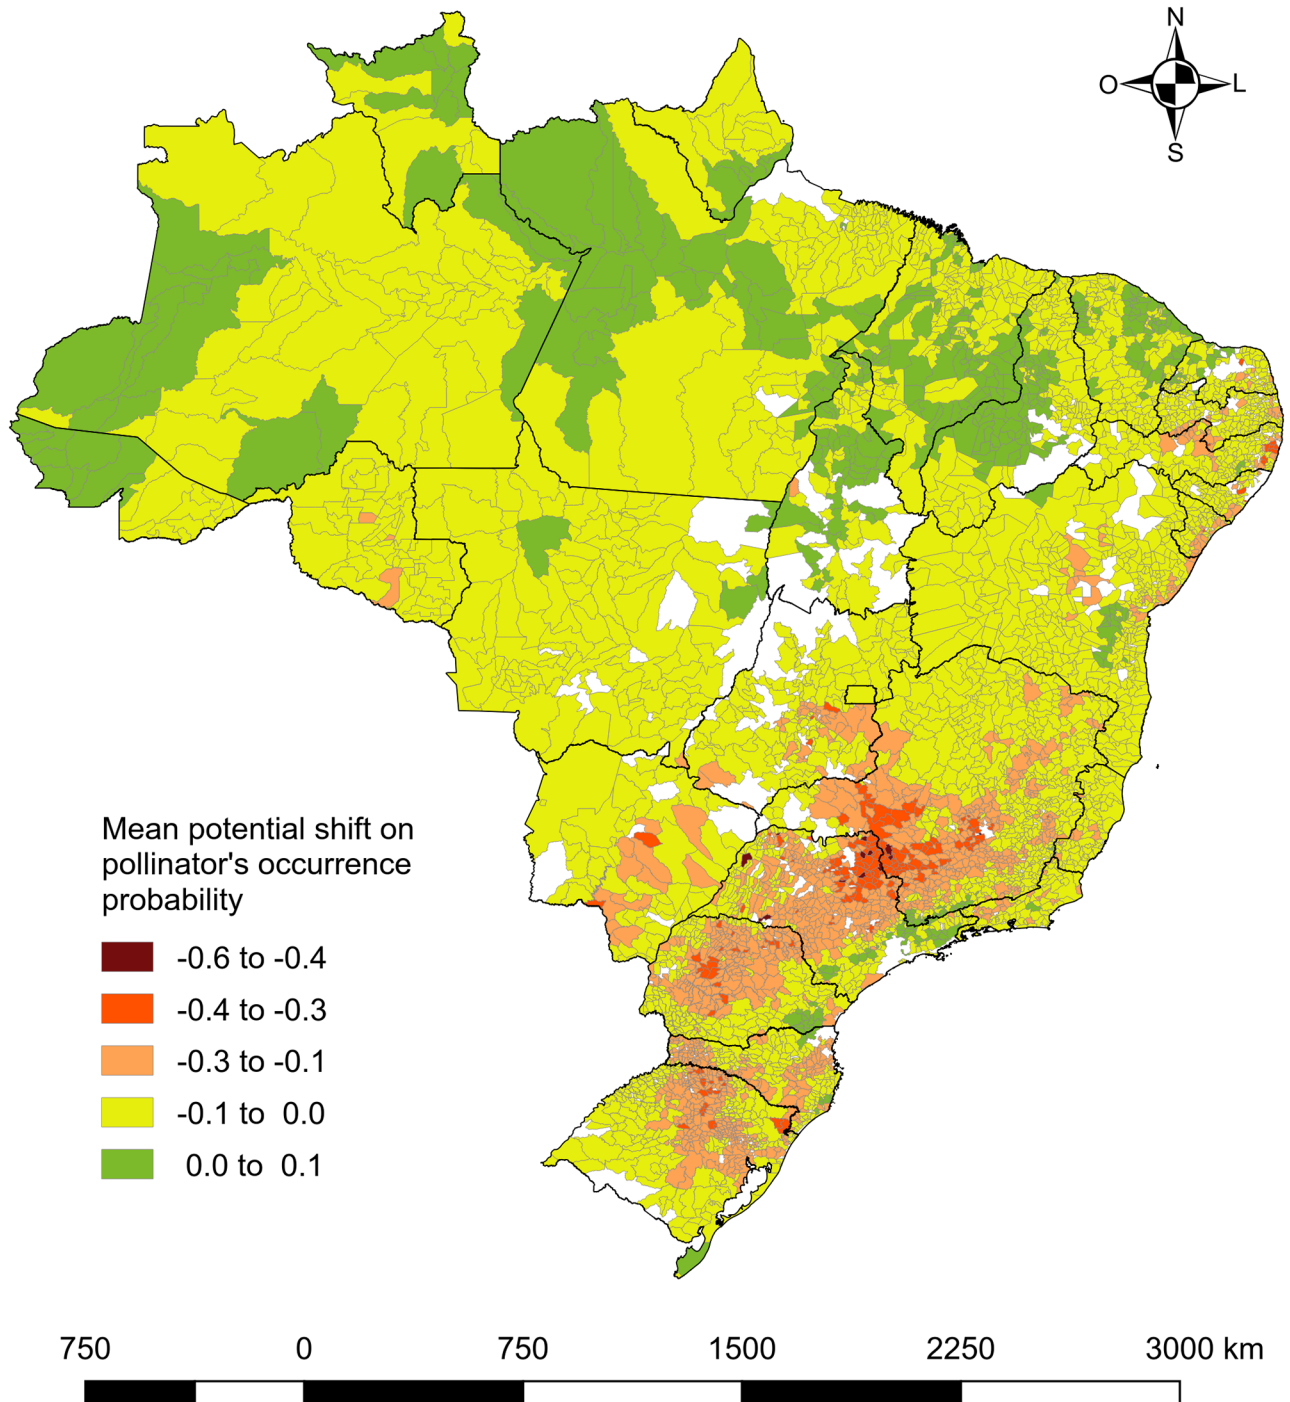 N
O L
S
Mean potential shift on
pollinator's occurrence
probability
-0.6 to -0.4
-0.4 to -0.3
-0.3 to -0.1
-0.1 to 0.0
0.0 to 0.1
750 0 750 1500 2250 3000 km